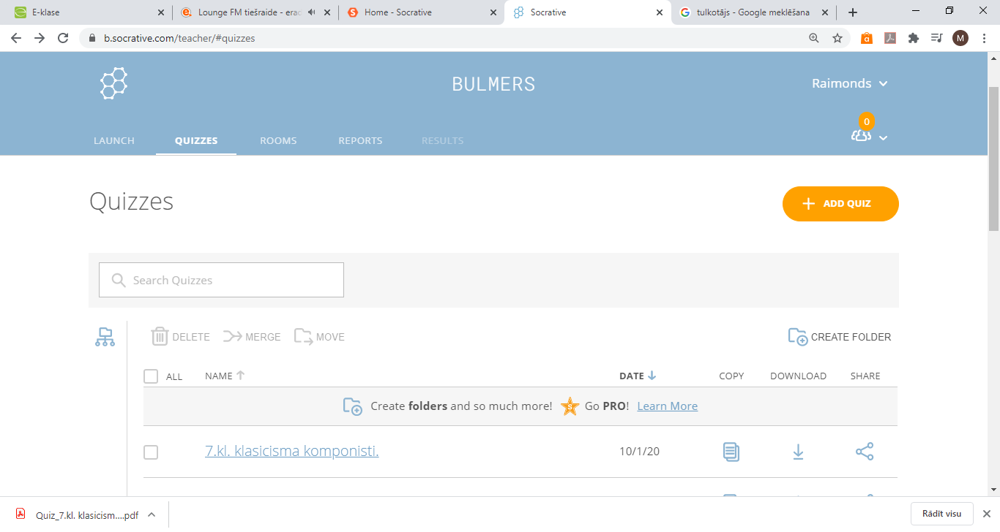 E-klase
Lounge FM tiešraide - erad
Home - Socrative
Socrative
tulkotājs - Google meklēšana
b.socrative.com/teacher/#quizzes
M
BULMERS
Raimonds
0
LAUNCH QUIZZES ROOMS REPORTS RESULTS
Quizzes
ADD QUIZ
Search Quizzes
DELETE MERGE MOVE CREATE FOLDER
ALL NAME DATE COPY DOWNLOAD SHARE
Create folders and so much more! Go PRO! Learn More
7.kl. klasicisma komponisti. 10/1/20
Quiz_7.kl. klasicism....pdf
Rādīt visu